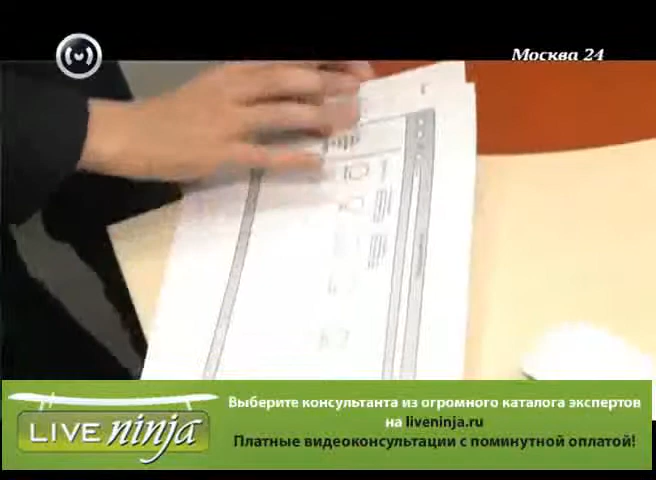 Москва 24
LIVE ninja
Выберите консультанта из огромного каталога экспертов
на liveninja.ru
Платные видеоконсультации с поминутной оплатой!